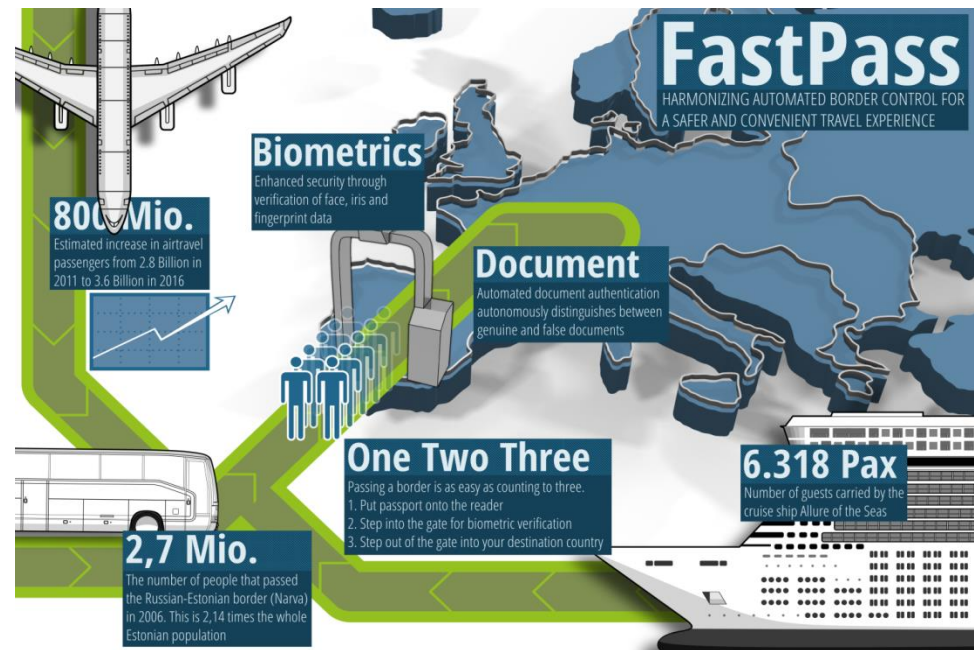 FastPass
HARMONIZING AUTOMATED BORDER CONTROL FOR
A SAFER AND CONVENIENT TRAVEL EXPERIENCE
Biometrics
Enhanced security through
verification of face, iris and
fingerprint data
800 Mio.
Estimated increase in airtravel
passengers from 2.8 Billion in
2011 to 3.6 Billion in 2016
Document
Automated document authentication
autonomously distinguishes between
genuine and false documents
One Two Three
Passing a border is as easy as counting to three.
1. Put passport onto the reader
2. Step into the gate for biometric verification
3. Step out of the gate into your destination country
6.318 Pax
Number of guests carried by the
cruise ship Allure of the Seas
2,7 Mio.
The number of people that passed
the Russian-Estonian border (Narva)
in 2006. This is 2,14 times the whole
Estonian population